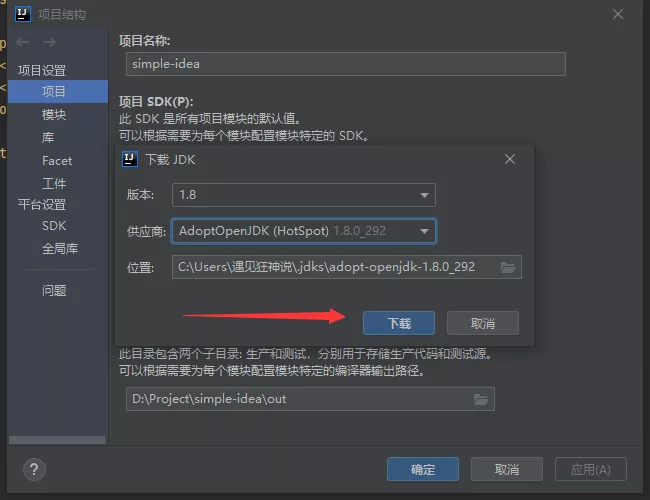 项目结构
项目名称:
simple-idea
项目设置
项目
模块
库
Facet
工件
平台设置
SDK
全局库
问题
项目 SDK(P):
此 SDK 是所有项目模块的默认值。
可以根据需要为每个模块配置模块特定的 SDK。
下载 JDK
版本:
1.8
供应商:
AdoptOpenJDK (HotSpot) 1.8.0_292
位置:
C:\Users\遇见狂神说\.jdks\adopt-openjdk-1.8.0_292
下载
取消
此目录包含两个子目录: 生产和测试，分别用于存储生产代码和测试源。
可以根据需要为每个模块配置模块特定的编译器输出路径。
D:\Project\simple-idea\out
?
确定
取消
应用(A)